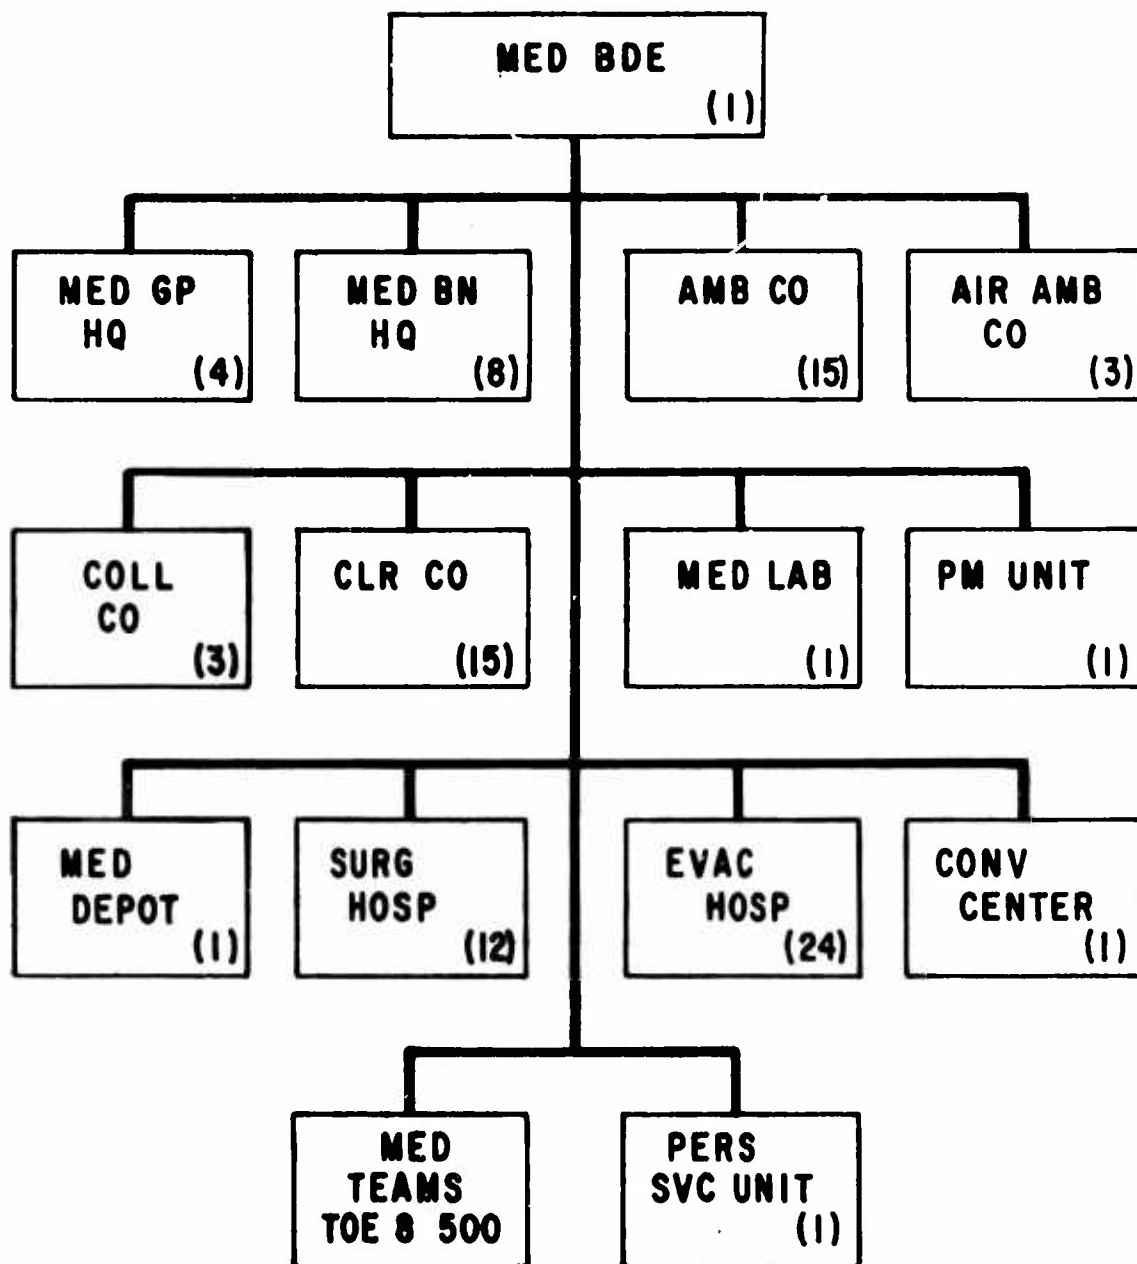 MED BDE
(1)
MED GP
HQ
(4)
MED BN
HQ
(8)
AMB CO
(15)
AIR AMB
CO
(3)
COLL
CO
(3)
CLR CO
(15)
MED LAB
(1)
PM UNIT
(1)
MED
DEPOT
(1)
SURG
HOSP
(12)
EVAC
HOSP
(24)
CONV
CENTER
(1)
MED
TEAMS
TOE 8 500
PERS
SVC UNIT
(1)